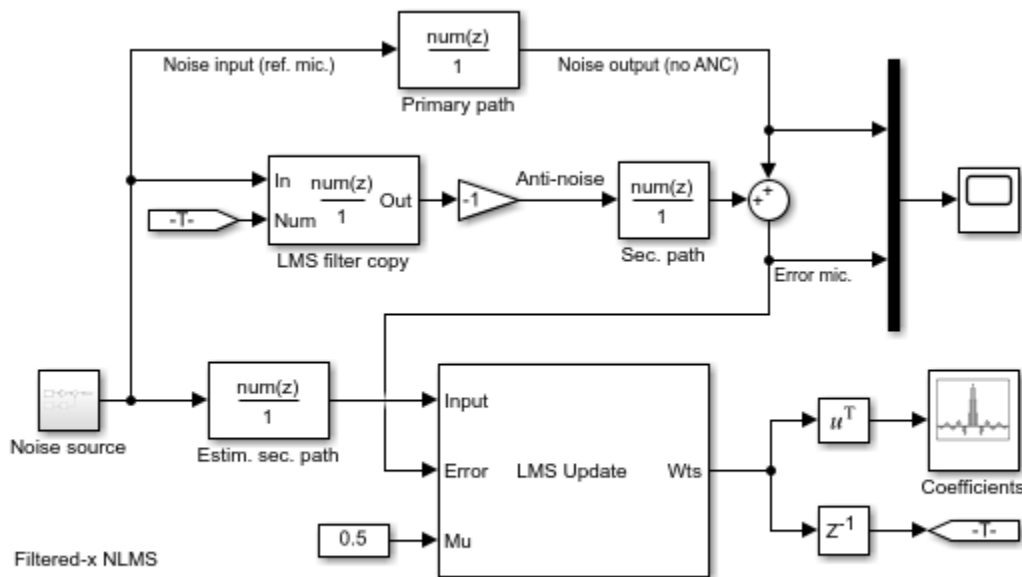 num(z)
1
Noise input (ref. mic.)
Noise output (no ANC)
Primary path
In
num(z)
1
Out
-T-
Num
LMS filter copy
-1
Anti-noise
num(z)
1
Sec. path
+
+
Error mic.
Noise source
num(z)
1
Estim. sec. path
Input
Error
LMS Update
Wts
Mu
0.5
uᵀ
Coefficients
Z⁻¹
-T-
Filtered-x NLMS